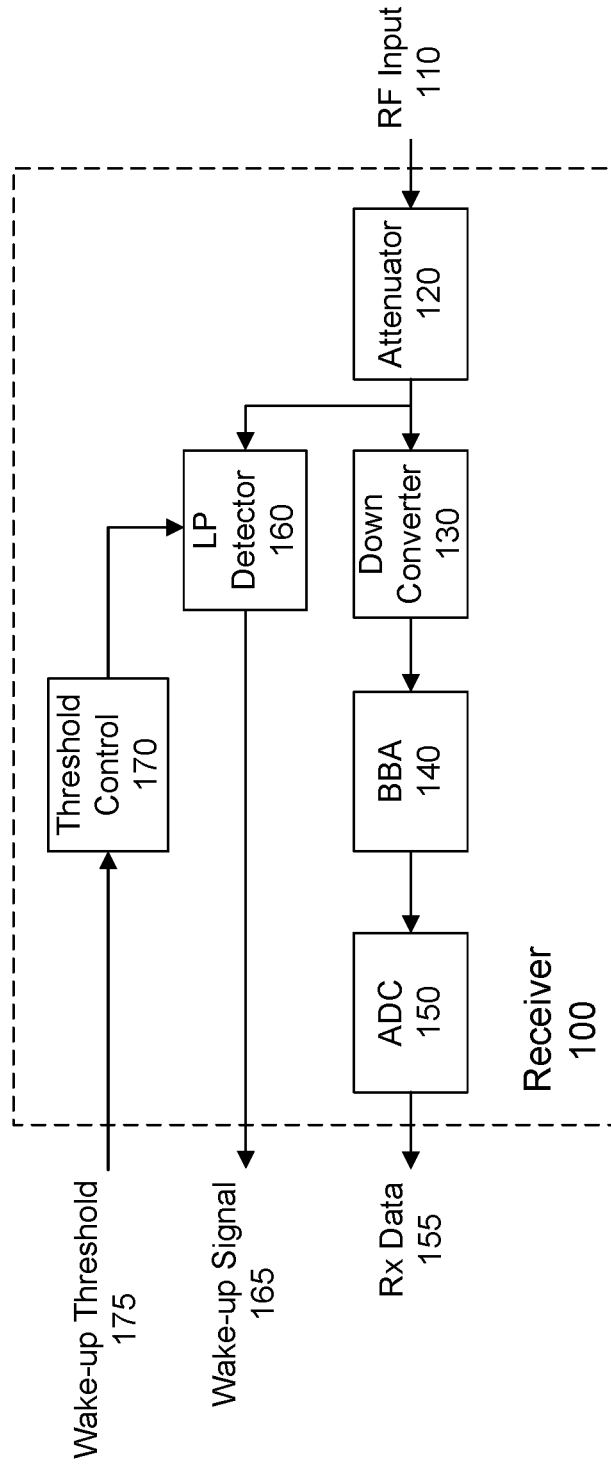 Wake-up Threshold
175
Threshold
Control
170
Wake-up Signal
165
LP
Detector
160
Rx Data
155
ADC
150
BBA
140
Down
Converter
130
Attenuator
120
RF Input
110
Receiver
100